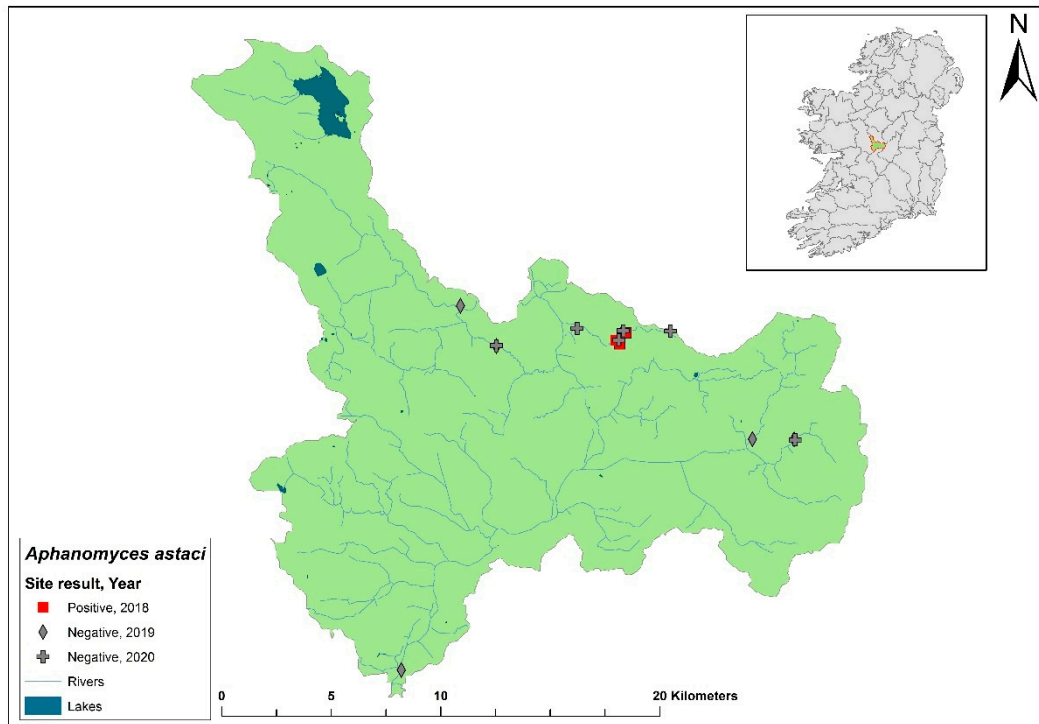 N
Aphanomyces astaci
Site result, Year
Positive, 2018
Negative, 2019
Negative, 2020
Rivers
Lakes
0 5 10 20 Kilometers